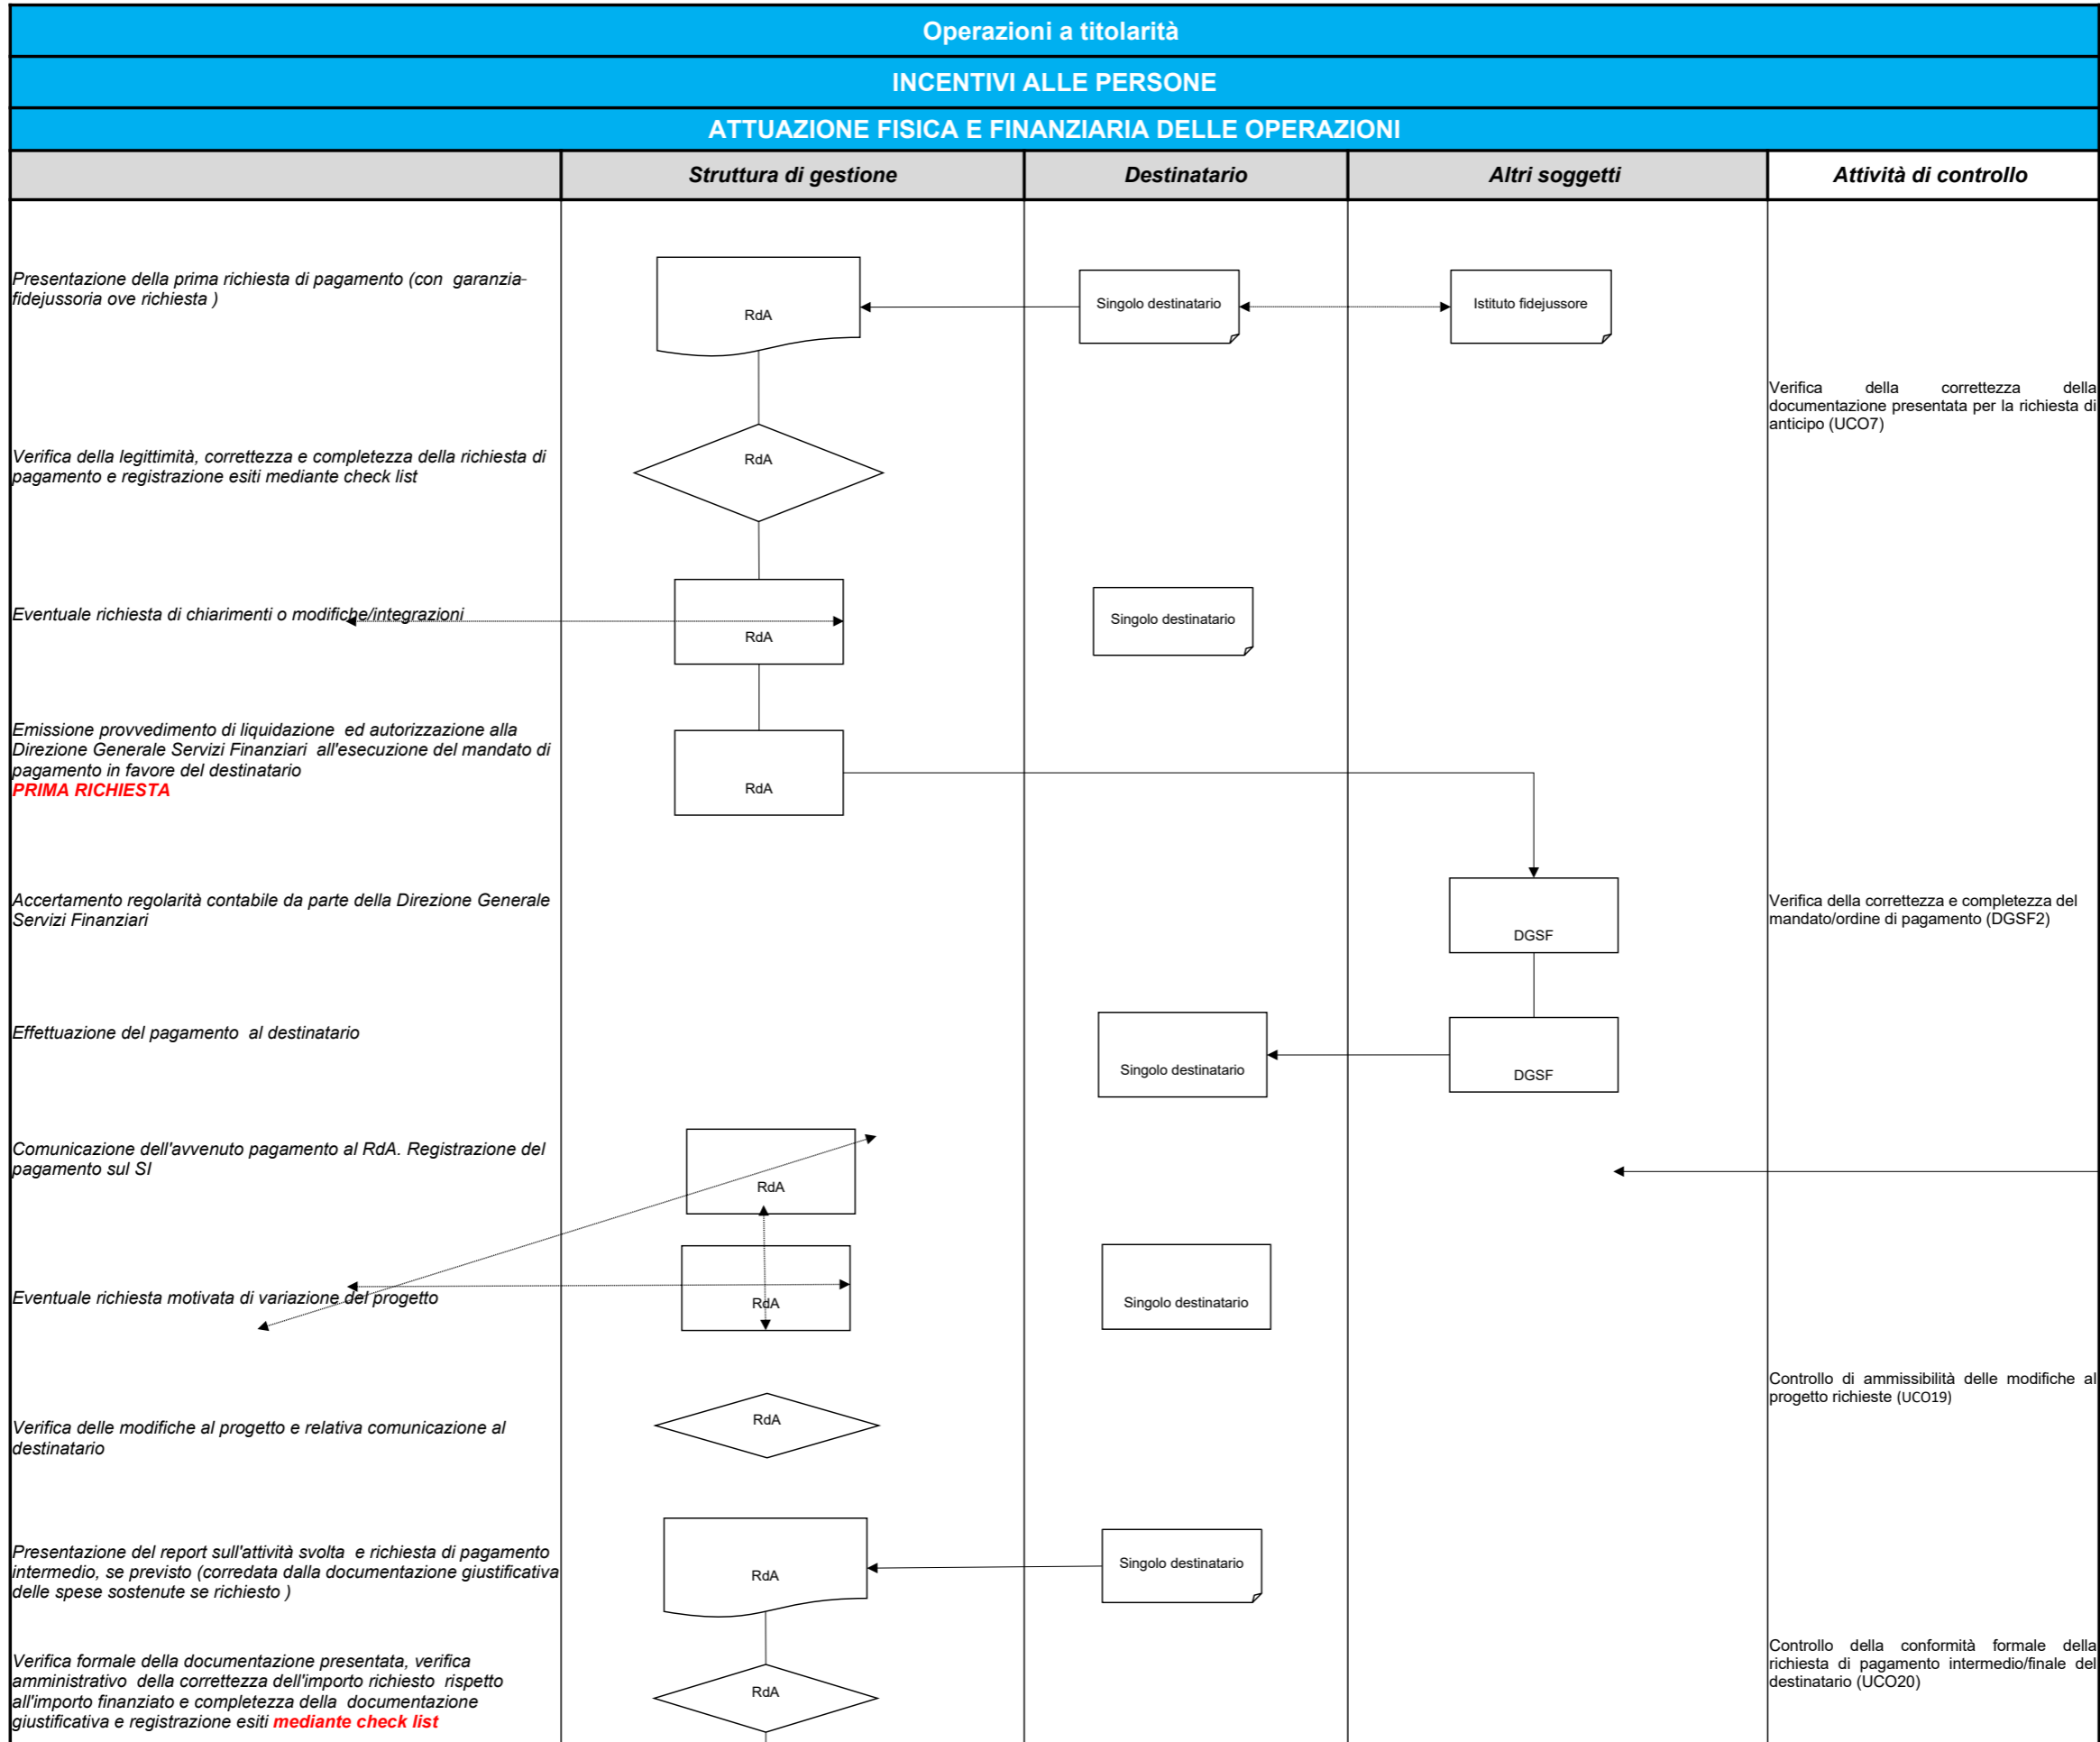 Operazioni a titolarità
INCENTIVI ALLE PERSONE
ATTUAZIONE FISICA E FINANZIARIA DELLE OPERAZIONI
Struttura di gestione
Destinatario
Altri soggetti
Attività di controllo
Presentazione della prima richiesta di pagamento (con  garanzia-
fidejussoria ove richiesta )
RdA
Singolo destinatario
Istituto fidejussore
Verifica della correttezza della
documentazione presentata per la richiesta di
anticipo (UCO7)
Verifica della legittimità, correttezza e completezza della richiesta di
pagamento e registrazione esiti mediante check list
RdA
Eventuale richiesta di chiarimenti o modifiche/integrazioni
RdA
Singolo destinatario
Emissione provvedimento di liquidazione  ed autorizzazione alla
Direzione Generale Servizi Finanziari  all'esecuzione del mandato di
pagamento in favore del destinatario
PRIMA RICHIESTA
RdA
Accertamento regolarità contabile da parte della Direzione Generale
Servizi Finanziari
DGSF
Verifica della correttezza e completezza del
mandato/ordine di pagamento (DGSF2)
Effettuazione del pagamento  al destinatario
Singolo destinatario
DGSF
Comunicazione dell'avvenuto pagamento al RdA. Registrazione del
pagamento sul SI
RdA
Eventuale richiesta motivata di variazione del progetto
RdA
Singolo destinatario
Controllo di ammissibilità delle modifiche al
progetto richieste (UCO19)
Verifica delle modifiche al progetto e relativa comunicazione al
destinatario
RdA
Presentazione del report sull'attività svolta  e richiesta di pagamento
intermedio, se previsto (corredata dalla documentazione giustificativa
delle spese sostenute se richiesto )
RdA
Singolo destinatario
Verifica formale della documentazione presentata, verifica
amministrativo  della correttezza dell'importo richiesto  rispetto
all'importo finanziato e completezza della  documentazione
giustificativa e registrazione esiti mediante check list
RdA
Controllo della conformità formale della
richiesta di pagamento intermedio/finale del
destinatario (UCO20)